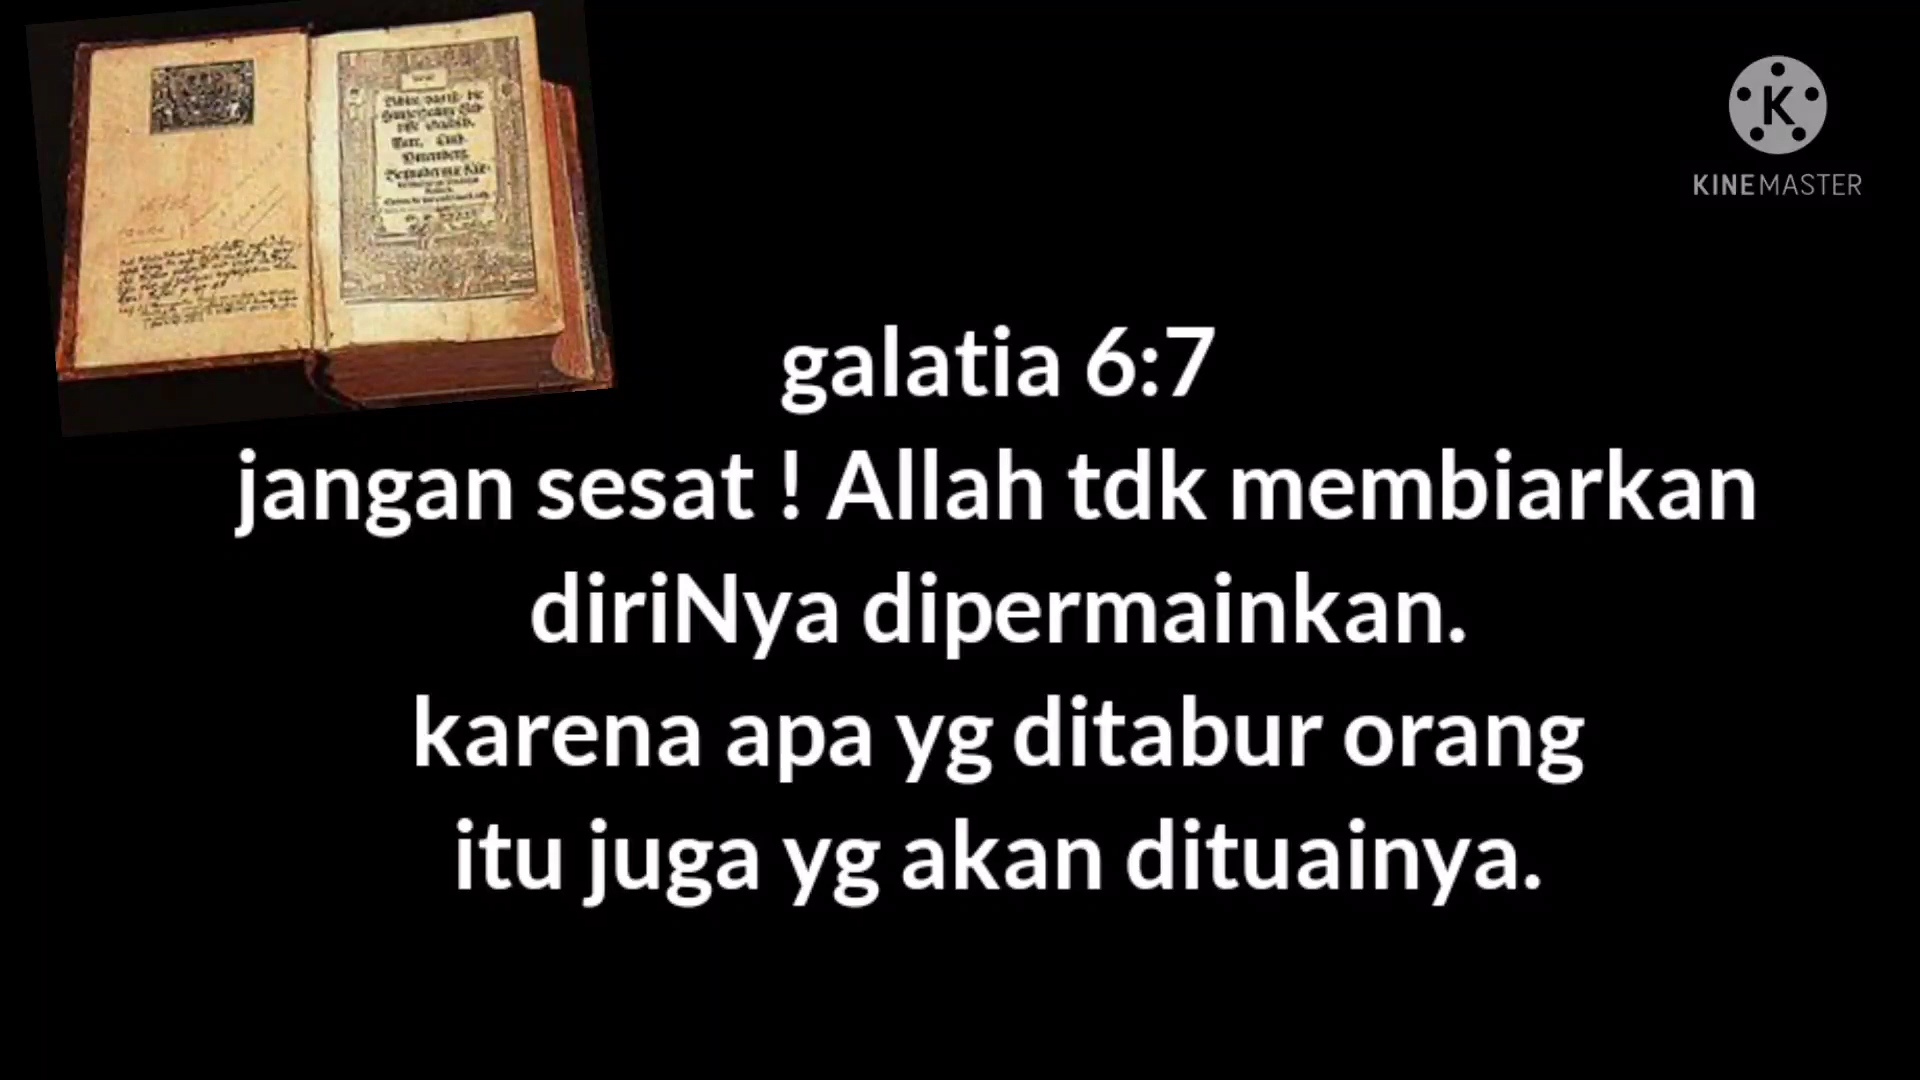 KINEMASTER
galatia 6:7
jangan sesat ! Allah tdk membiarkan
diriNya dipermainkan.
karena apa yg ditabur orang
itu juga yg akan dituainya.